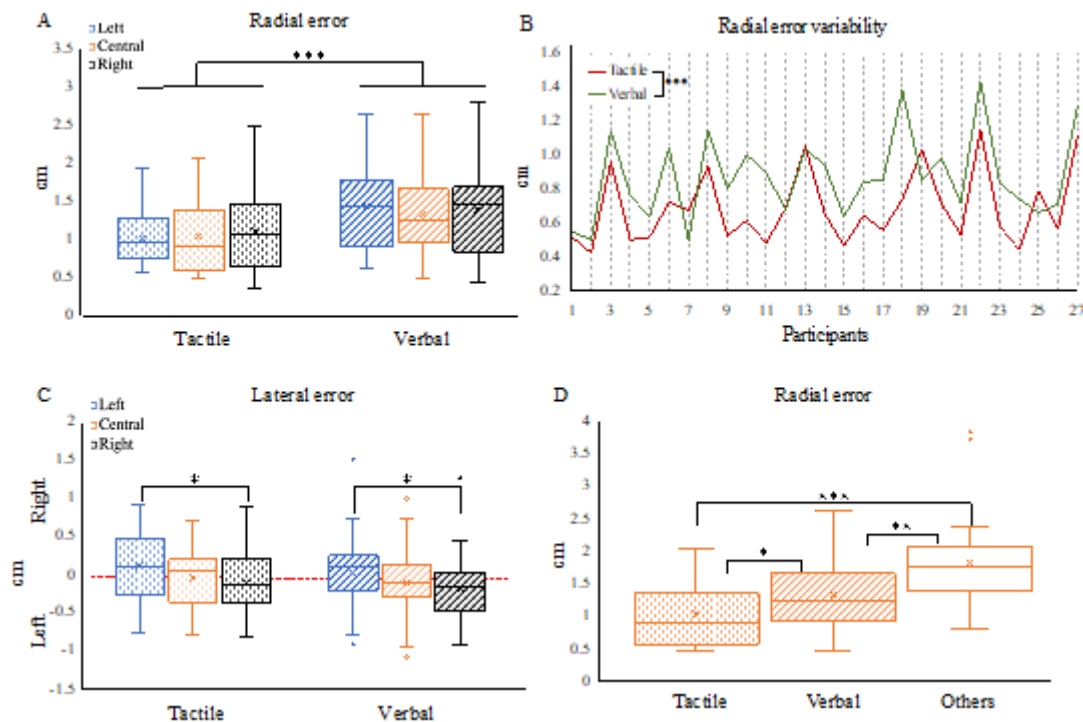 A
Radial error
Left
Central
Right
3.5
3
2.5
2
1.5
1
0.5
0
cm
***
Tactile
Verbal
B
Radial error variability
1.6
1.4
1.2
1.0
0.8
0.6
0.4
0.2
cm
Tactile
Verbal
***
1 3 5 7 9 11 13 15 17 19 21 23 25 27
Participants
C
Lateral error
Left
Central
Right
2
1.5
1
0.5
0
-0.5
-1
-1.5
Right
cm
Left
*
*
Tactile
Verbal
D
Radial error
4
3.5
3
2.5
2
1.5
1
0.5
0
cm
***
**
*
Tactile
Verbal
Others